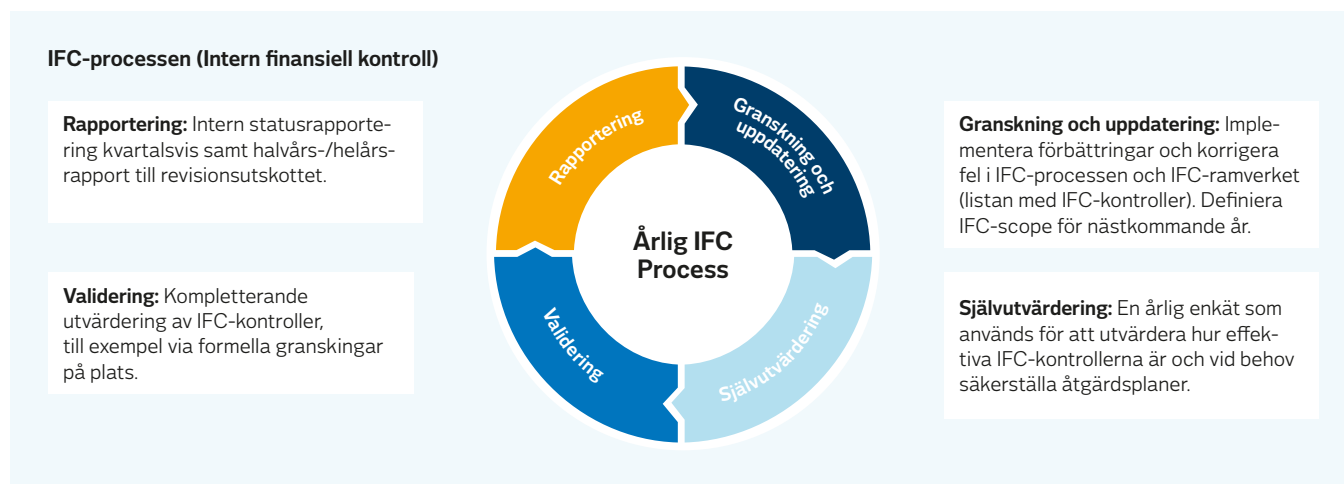 IFC-processen (Intern finansiell kontroll)
Rapportering: Intern statusrapporte-
ring kvartalsvis samt halvårs-/helårs-
rapport till revisionsutskottet.
Validering: Kompletterande
utvärdering av IFC-kontroller,
till exempel via formella granskingar
på plats.
Rapportering
Granskning och
uppdatering
Årlig IFC
Process
Validering
Självutvärdering
Granskning och uppdatering: Imple-
mentera förbättringar och korrigera
fel i IFC-processen och IFC-ramverket
(listan med IFC-kontroller). Definiera
IFC-scope för nästkommande år.
Självutvärdering: En årlig enkät som
används för att utvärdera hur effek-
tiva IFC-kontrollerna är och vid behov
säkerställa åtgärdsplaner.